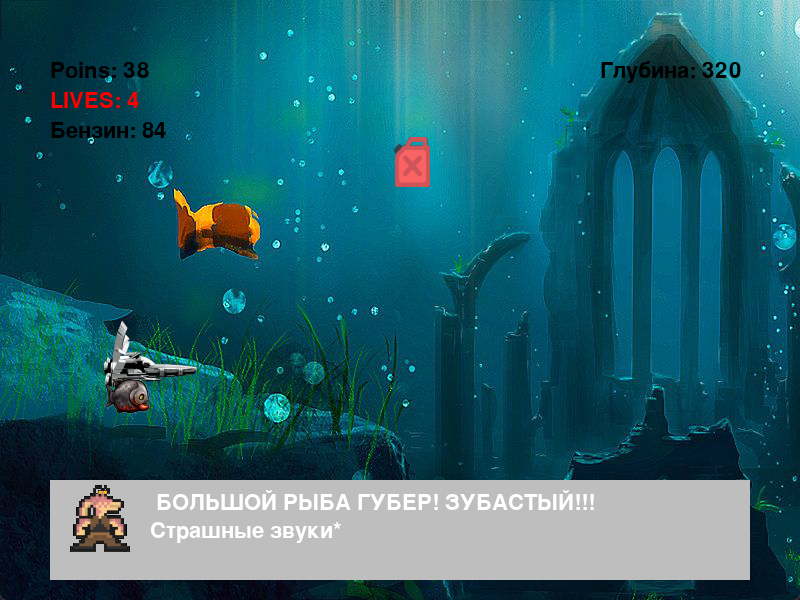 Poins: 38
Глубина: 320
LIVES: 4
Бензин: 84
БОЛЬШОЙ РЫБА ГУБЕР! ЗУБАСТЫЙ!!!
Страшные звуки*